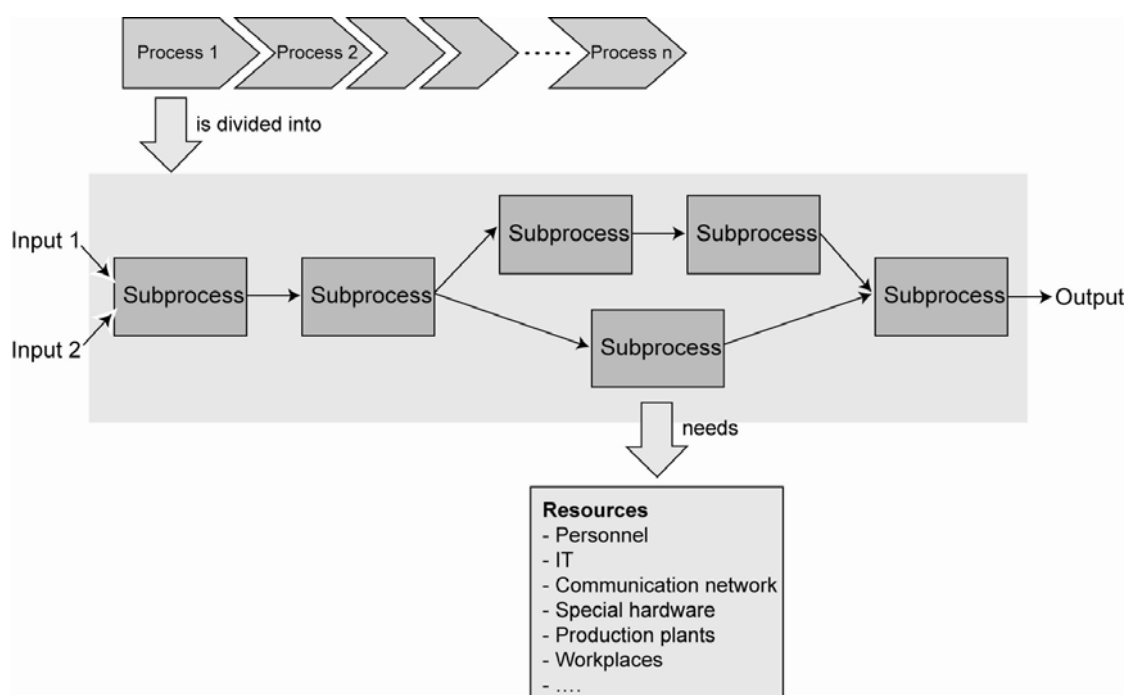 Process 1
Process 2
Process n
is divided into
Input 1
Input 2
Subprocess
Subprocess
Subprocess
Subprocess
Subprocess
Subprocess
Output
needs
Resources
- Personnel
- IT
- Communication network
- Special hardware
- Production plants
- Workplaces
- ....